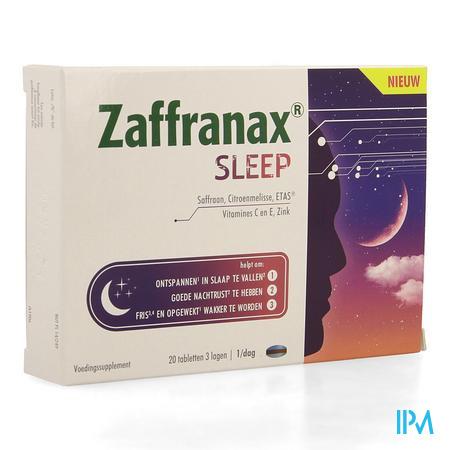 NIEUW
Zaffranax®
SLEEP
Saffraan, Citroenmelisse, ETAS®
Vitamines C en E, Zink
helpt om:
ONTSPANNEN¹ IN SLAAP TE VALLEN² 1
GOEDE NACHTRUST² TE HEBBEN 2
FRIS³,⁴ EN OPGEWEKT¹ WAKKER TE WORDEN 3
Voedingssupplement
20 tabletten 3 lagen | 1/dag
IPM